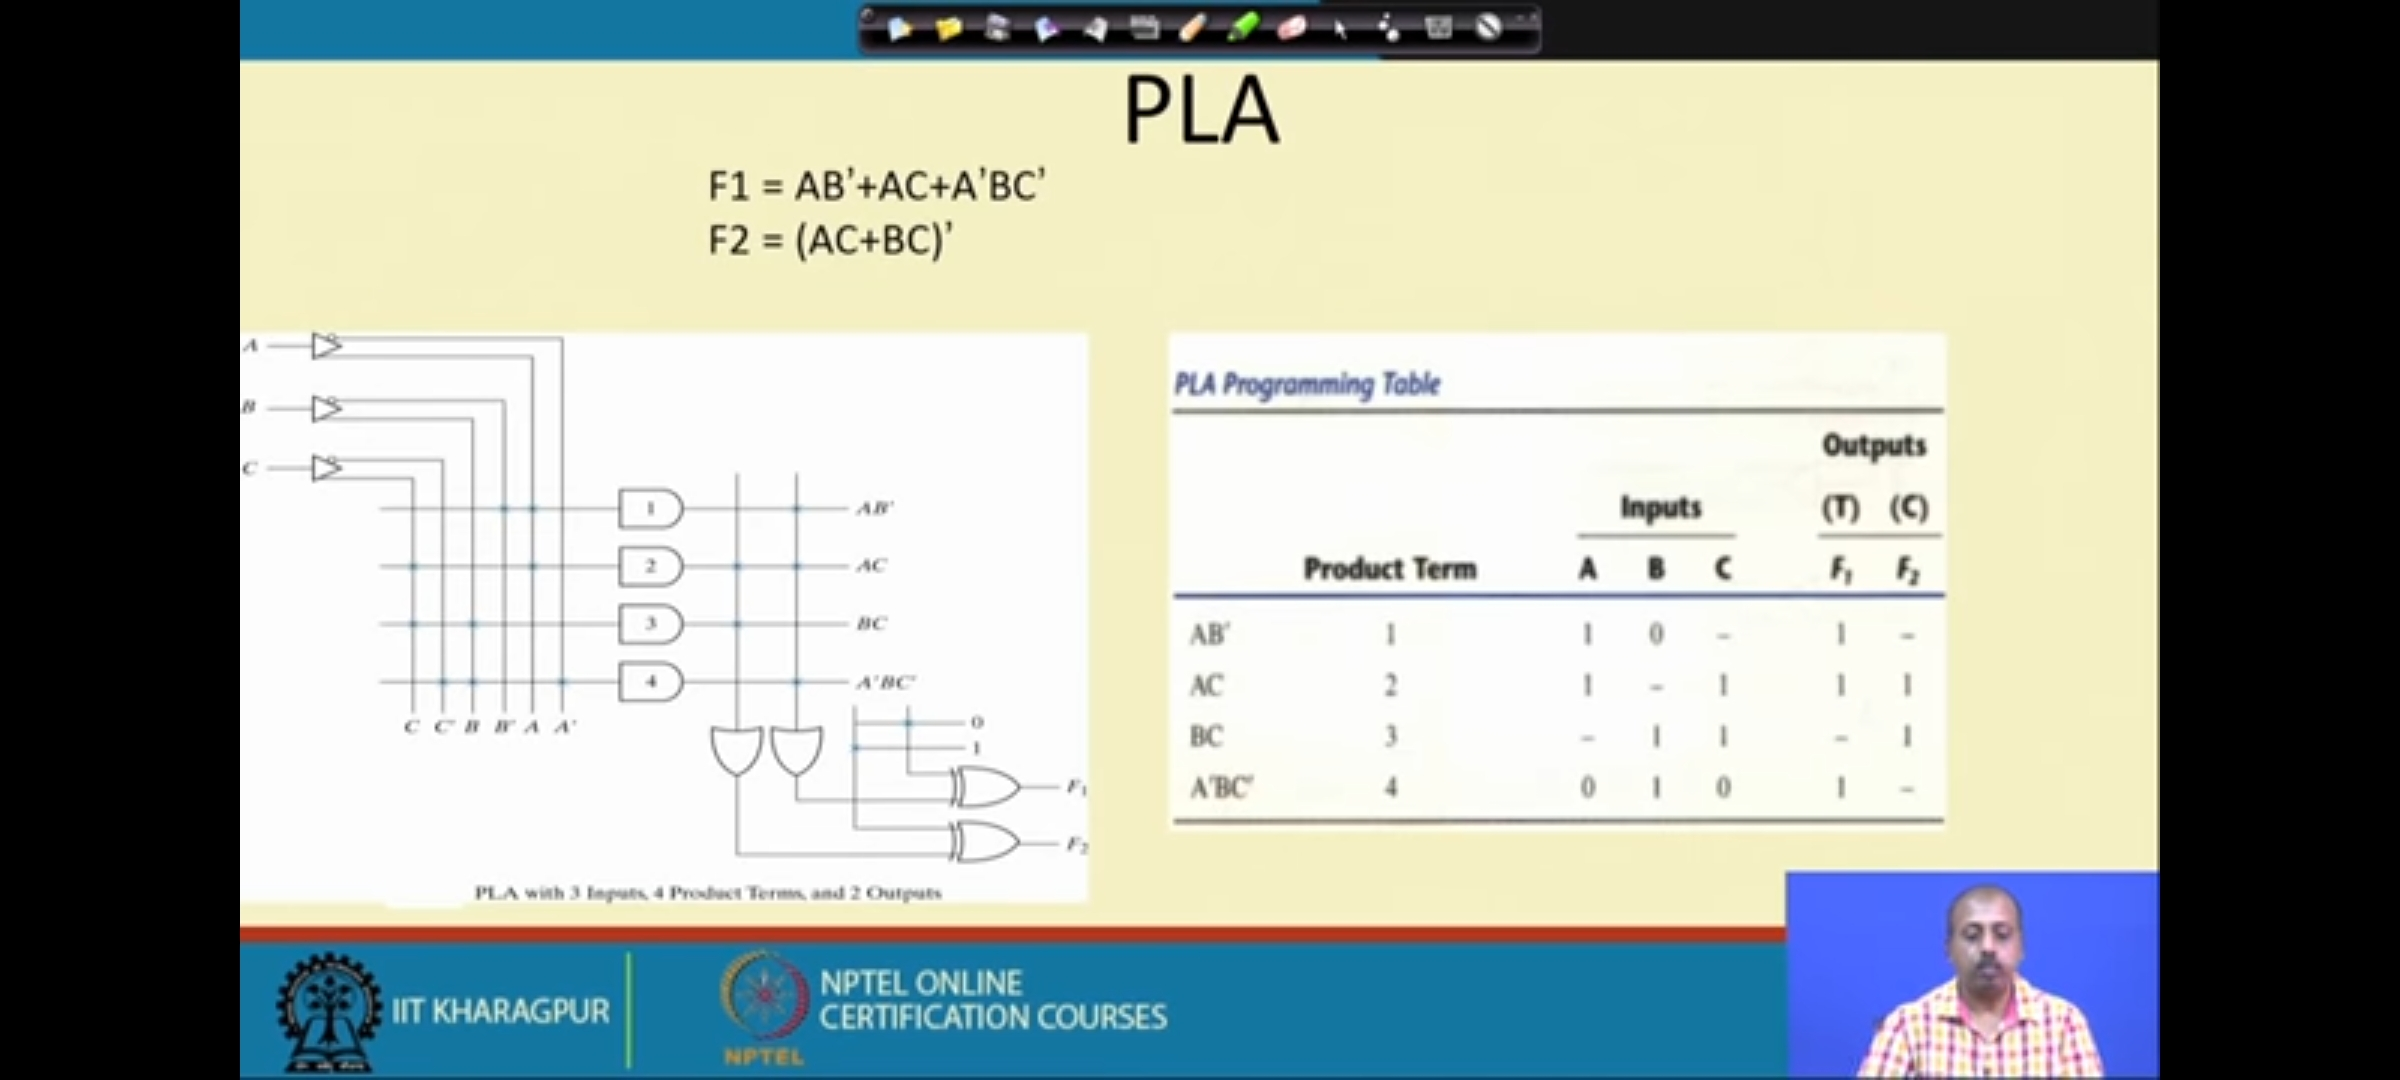 PLA
F1 = AB'+AC+A'BC'
F2 = (AC+BC)'
A
B
C
1 AB'
2 AC
3 BC
4 A'BC'
C C' B B' A A'
0
1
F₁
F₂
PLA with 3 Inputs, 4 Product Terms, and 2 Outputs
PLA Programming Table
Outputs
Inputs (T) (C)
Product Term A B C F₁ F₂
AB' 1 1 0 – 1 –
AC 2 1 – 1 1 1
BC 3 – 1 1 – 1
A'BC' 4 0 1 0 1 –
IIT KHARAGPUR
NPTEL
NPTEL ONLINE
CERTIFICATION COURSES